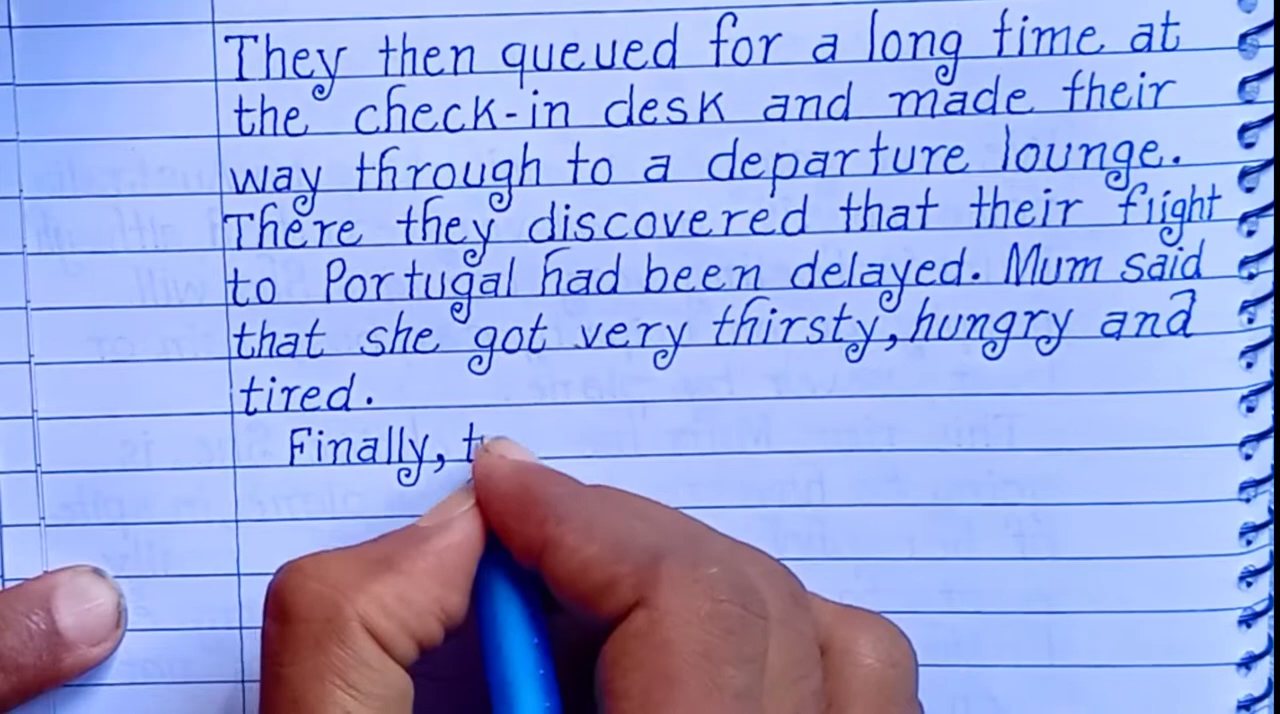 They then queued for a long time at
the check-in desk and made their
way through to a departure lounge.
There they discovered that their flight
to Portugal had been delayed. Mum said
that she got very thirsty, hungry and
tired.
Finally, t